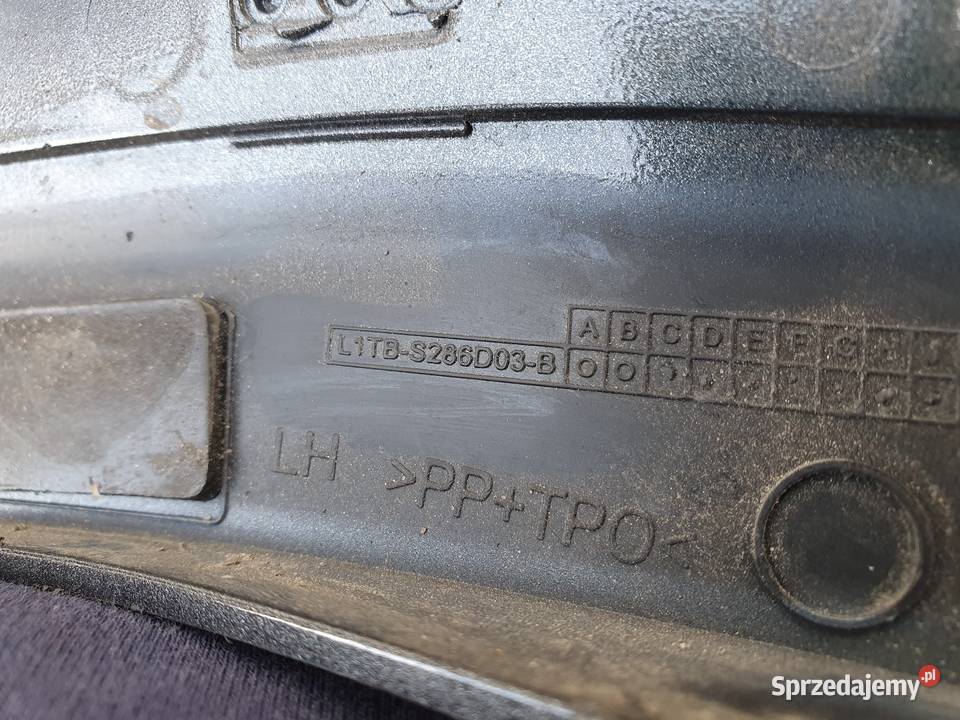 A B C D E F G
L1TB-S286D03-B
LH >PP+TPO<
Sprzedajemy.pl